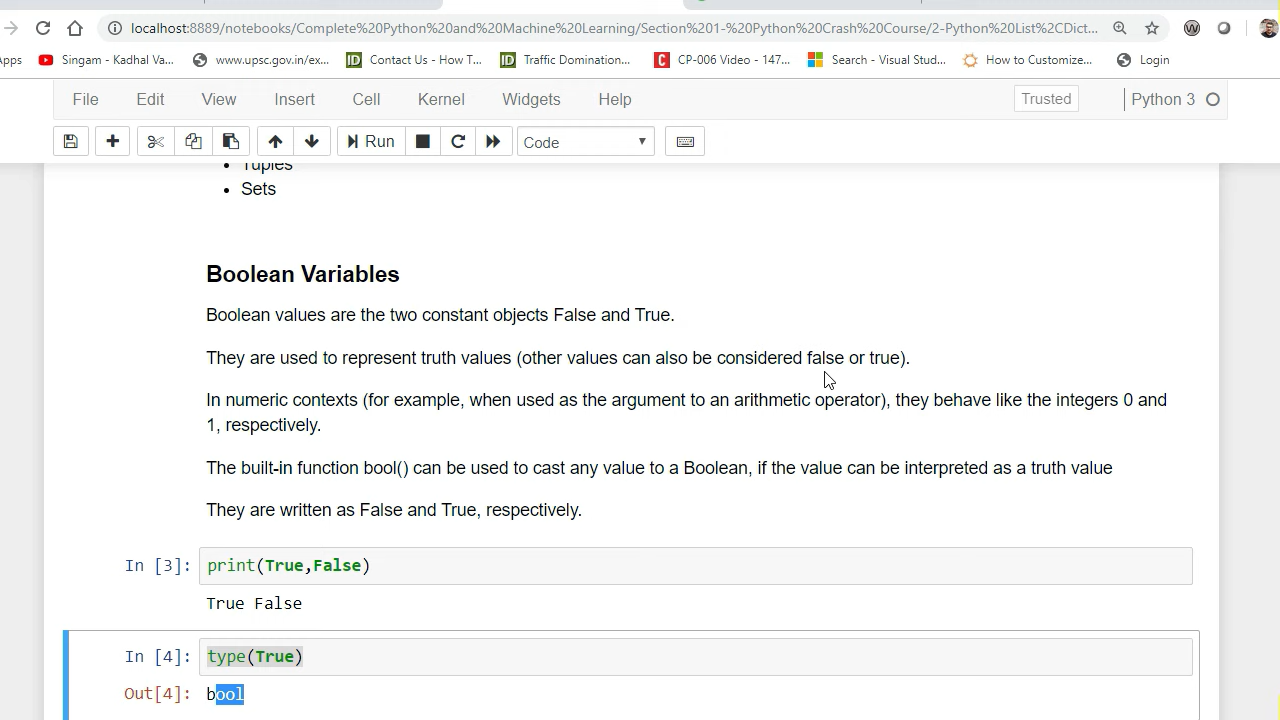 localhost:8889/notebooks/Complete%20Python%20and%20Machine%20Learning/Section%201-%20Python%20Crash%20Course/2-Python%20List%2CDict...
Apps
Singam - Kadhal Va...
www.upsc.gov.in/ex...
Contact Us - How T...
Traffic Domination...
CP-006 Video - 147...
Search - Visual Stud...
How to Customize...
Login
File Edit View Insert Cell Kernel Widgets Help Trusted Python 3
Run Code
• Tuples
• Sets
Boolean Variables
Boolean values are the two constant objects False and True.
They are used to represent truth values (other values can also be considered false or true).
In numeric contexts (for example, when used as the argument to an arithmetic operator), they behave like the integers 0 and
1, respectively.
The built-in function bool() can be used to cast any value to a Boolean, if the value can be interpreted as a truth value
They are written as False and True, respectively.
In [3]: print(True,False)
True False
In [4]: type(True)
Out[4]: bool